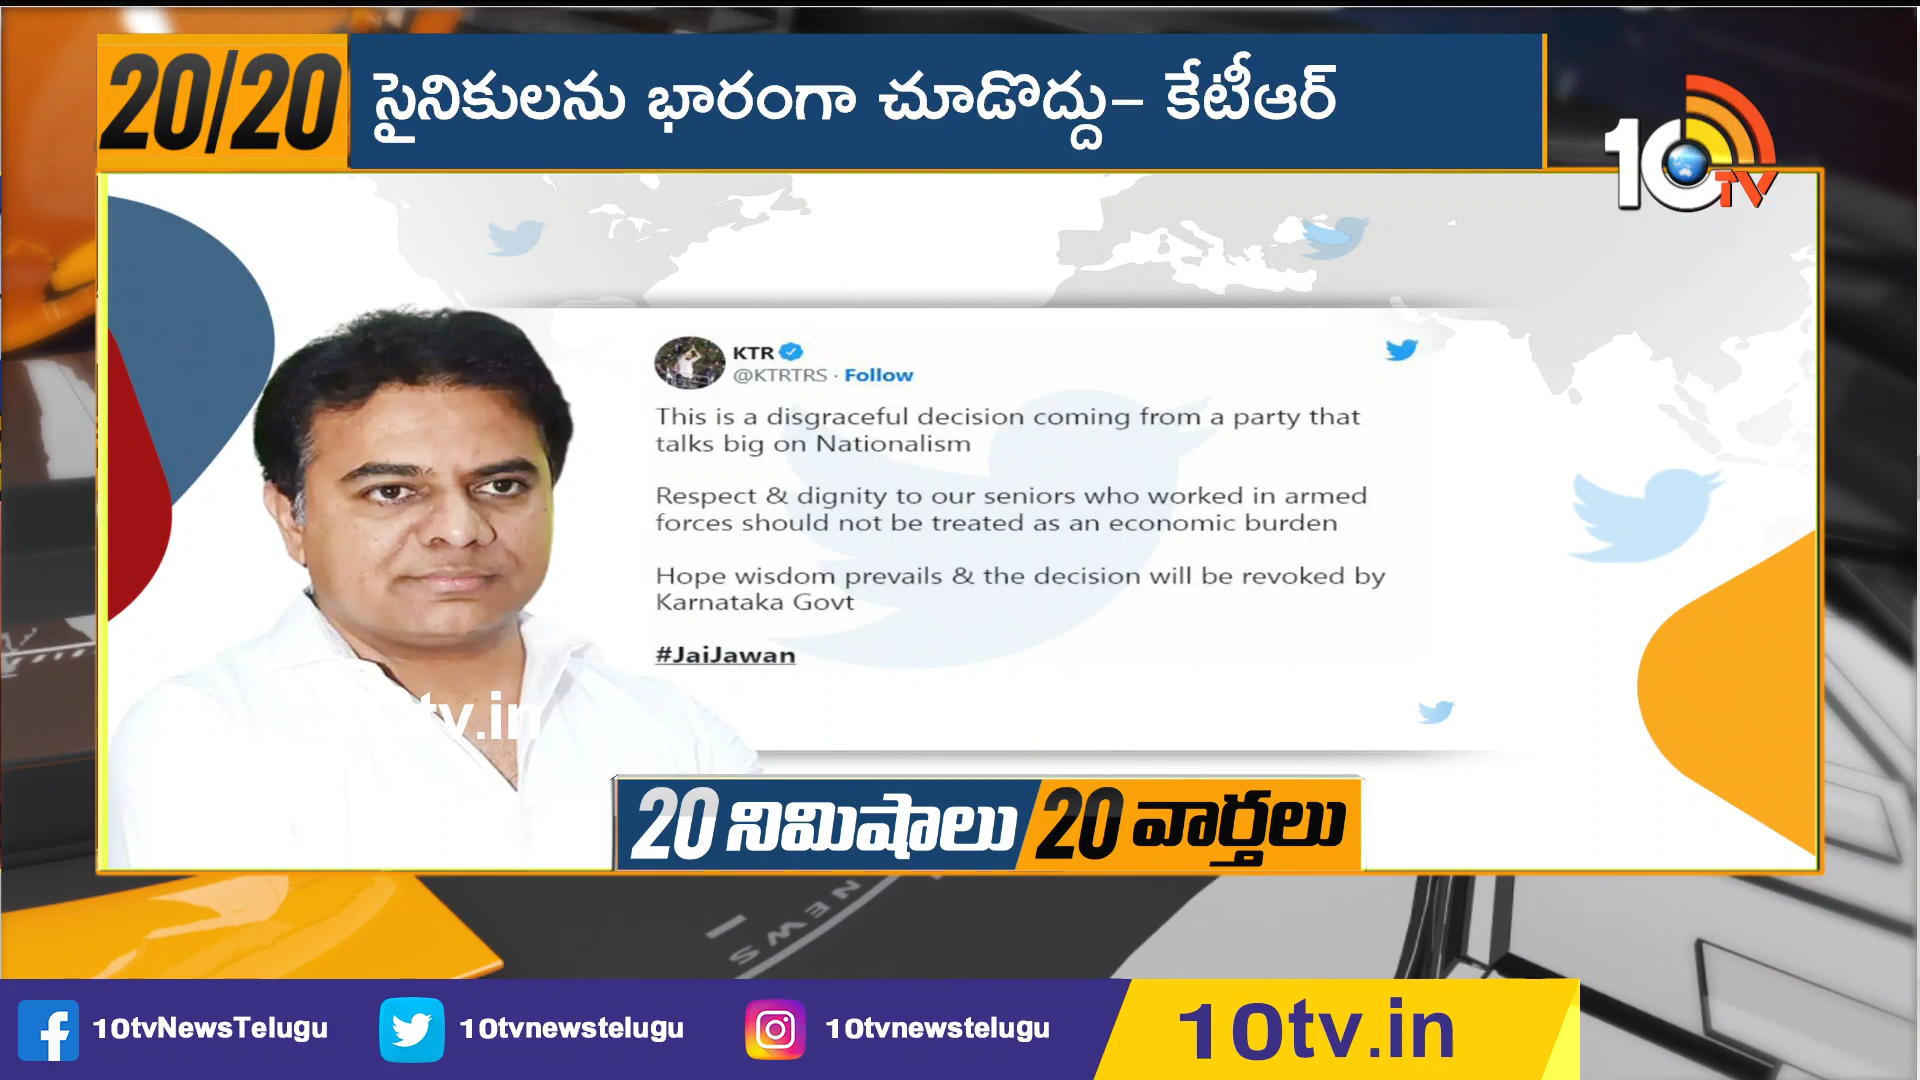 20/20
సైనికులను భారంగా చూడొద్దు- కేటీఆర్
10TV
KTR
@KTRTRS · Follow
This is a disgraceful decision coming from a party that
talks big on Nationalism
Respect & dignity to our seniors who worked in armed
forces should not be treated as an economic burden
Hope wisdom prevails & the decision will be revoked by
Karnataka Govt
#JaiJawan
tv.in
20 నిమిషాలు 20 వార్తలు
NEWS
10tvNewsTelugu
10tvnewstelugu
10tvnewstelugu
10tv.in